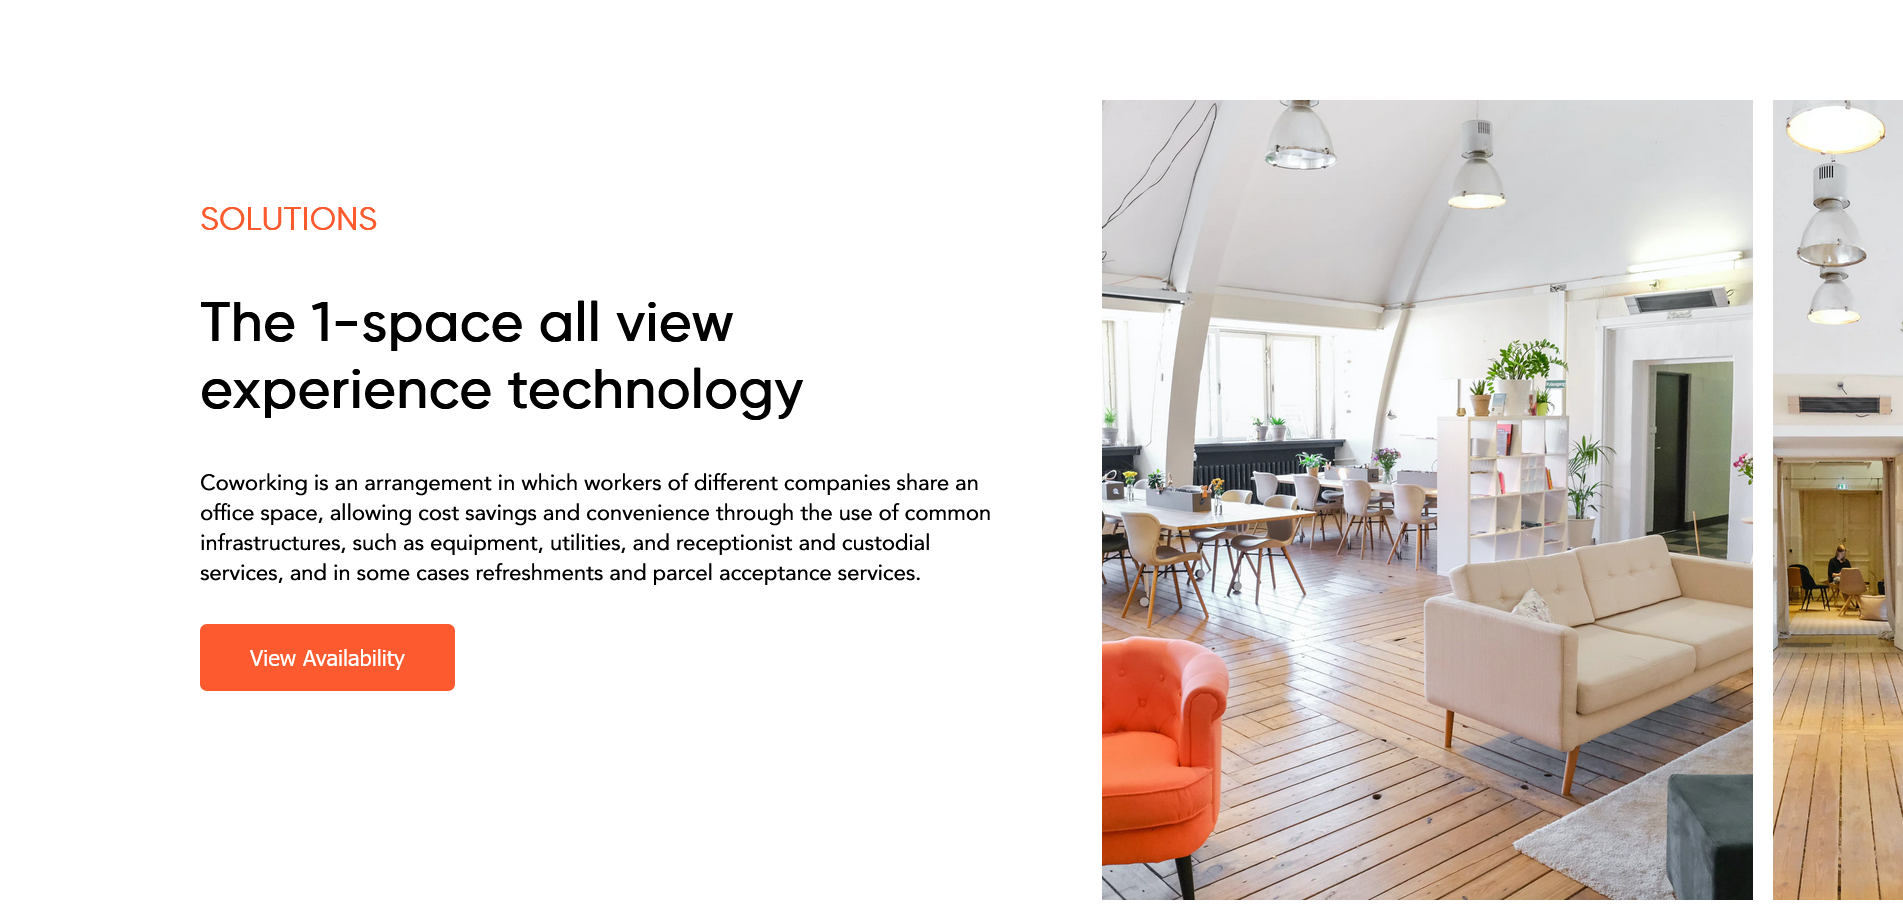 SOLUTIONS
The 1-space all view
experience technology
Coworking is an arrangement in which workers of different companies share an
office space, allowing cost savings and convenience through the use of common
infrastructures, such as equipment, utilities, and receptionist and custodial
services, and in some cases refreshments and parcel acceptance services.
View Availability